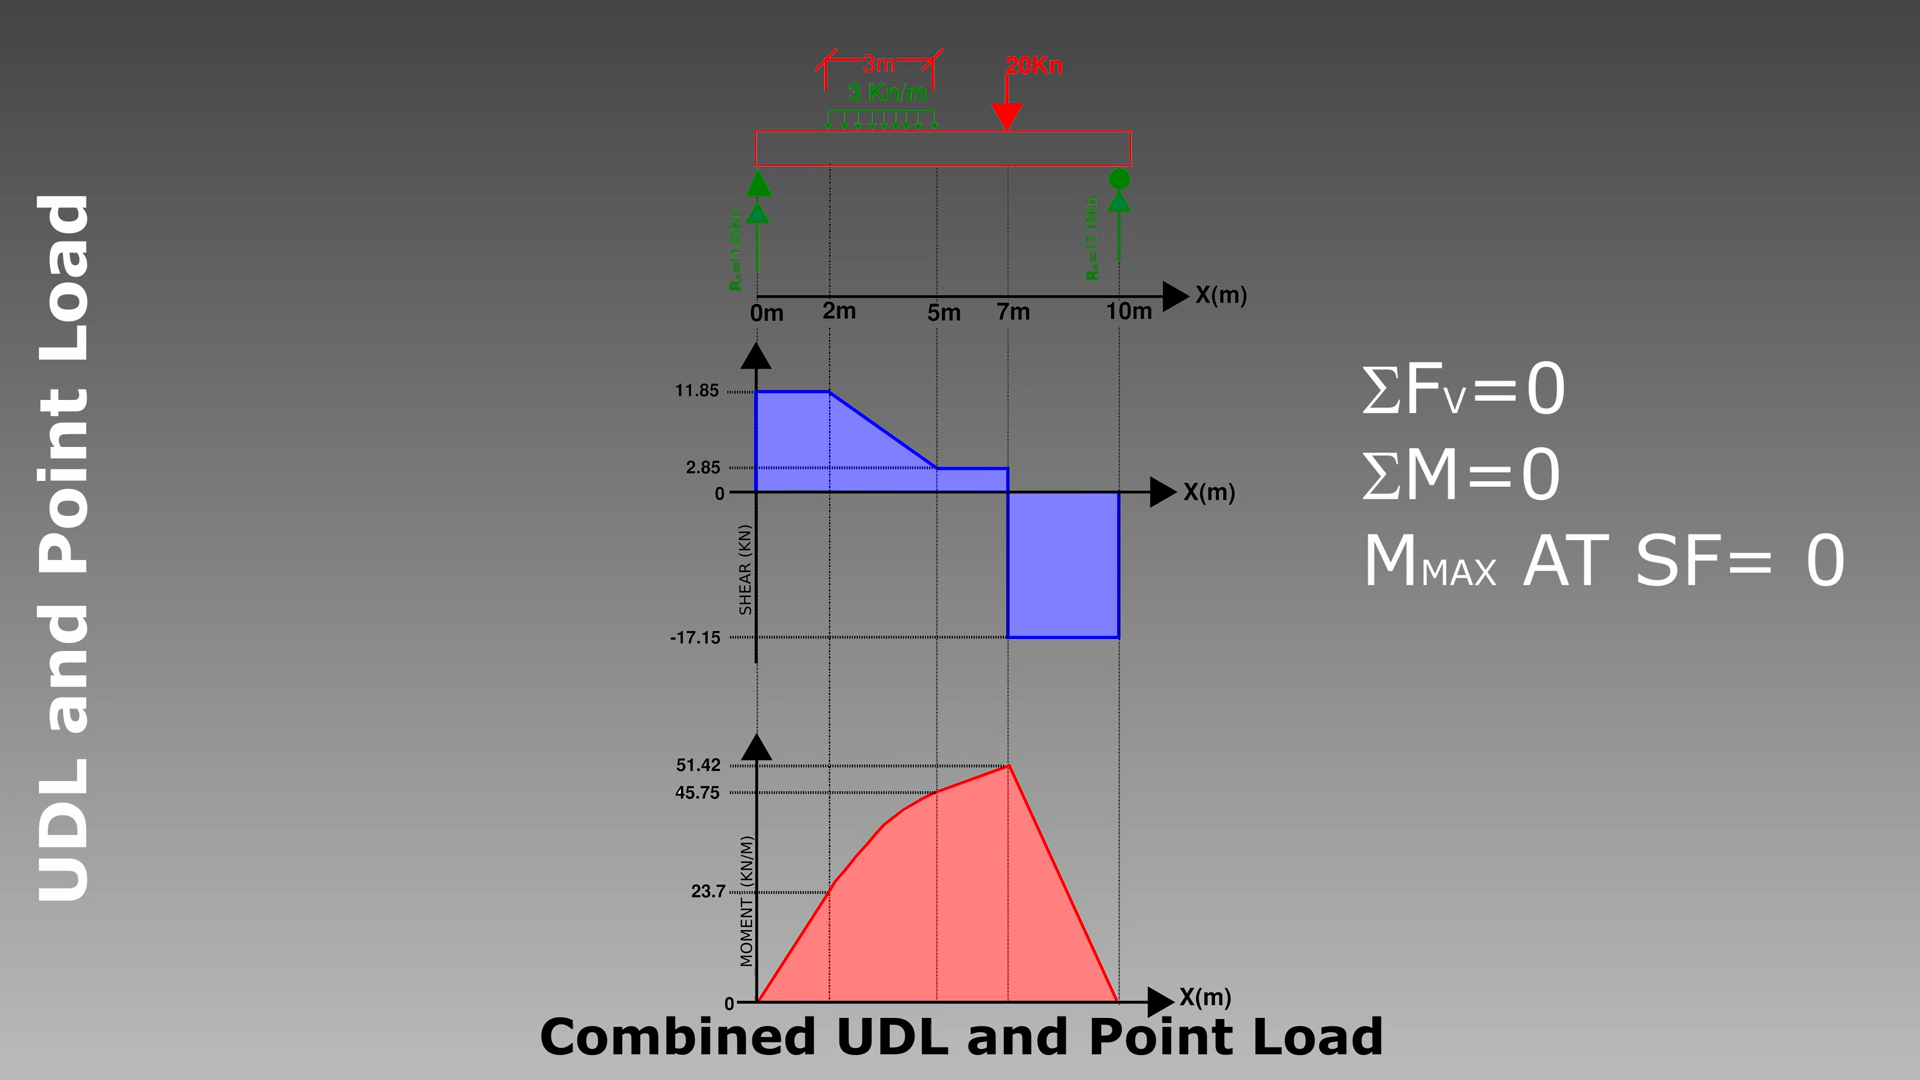 UDL and Point Load
3m
20Kn
3 Kn/m
X(m)
0m 2m 5m 7m 10m
11.85
2.85
0
X(m)
SHEAR (KN)
-17.15
ΣFV=0
ΣM=0
MMAX AT SF= 0
51.42
45.75
23.7
MOMENT (KN/M)
0
X(m)
Combined UDL and Point Load